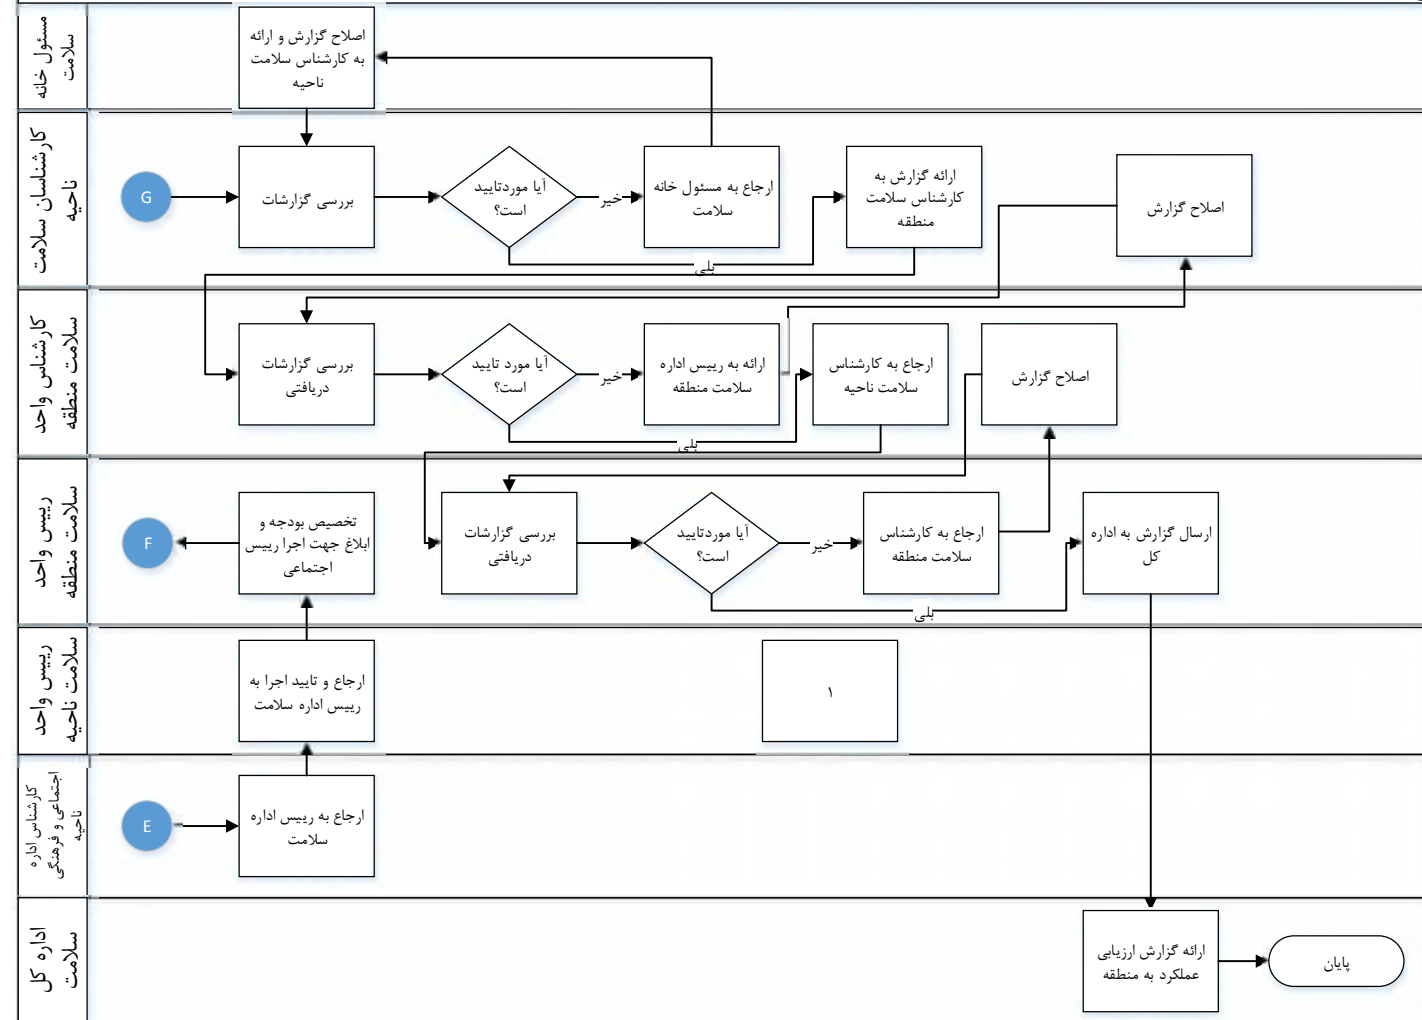 مسئول خانه
سلامت
اصلاح گزارش و ارائه
به کارشناس سلامت
ناحیه
کارشناسان سلامت
ناحیه
G
بررسی گزارشات
آیا موردتایید
است؟
خیر
ارجاع به مسئول خانه
سلامت
بلی
ارائه گزارش به
کارشناس سلامت
منطقه
اصلاح گزارش
کارشناس واحد
سلامت منطقه
بررسی گزارشات
دریافتی
آیا مورد تایید
است؟
خیر
ارائه به رییس اداره
سلامت منطقه
بلی
ارجاع به کارشناس
سلامت ناحیه
اصلاح گزارش
رییس واحد
سلامت منطقه
F
تخصیص بودجه و
ابلاغ جهت اجرا رییس
اجتماعی
بررسی گزارشات
دریافتی
آیا موردتایید
است؟
خیر
ارجاع به کارشناس
سلامت منطقه
بلی
ارسال گزارش به اداره
کل
رییس واحد
سلامت ناحیه
ارجاع و تایید اجرا به
رییس اداره سلامت
۱
کارشناس اداره
اجتماعی و فرهنگی
ناحیه
E
ارجاع به رییس اداره
سلامت
اداره کل
سلامت
ارائه گزارش ارزیابی
عملکرد به منطقه
پایان